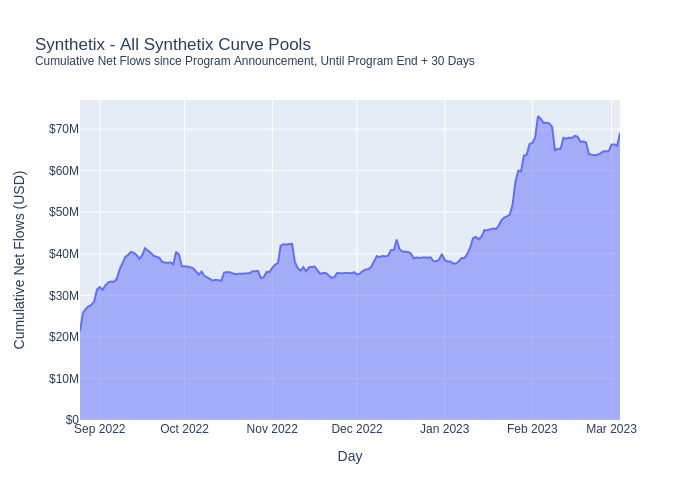 Synthetix - All Synthetix Curve Pools
Cumulative Net Flows since Program Announcement, Until Program End + 30 Days
Cumulative Net Flows (USD)
$70M
$60M
$50M
$40M
$30M
$20M
$10M
$0
Sep 2022 Oct 2022 Nov 2022 Dec 2022 Jan 2023 Feb 2023 Mar 2023
Day